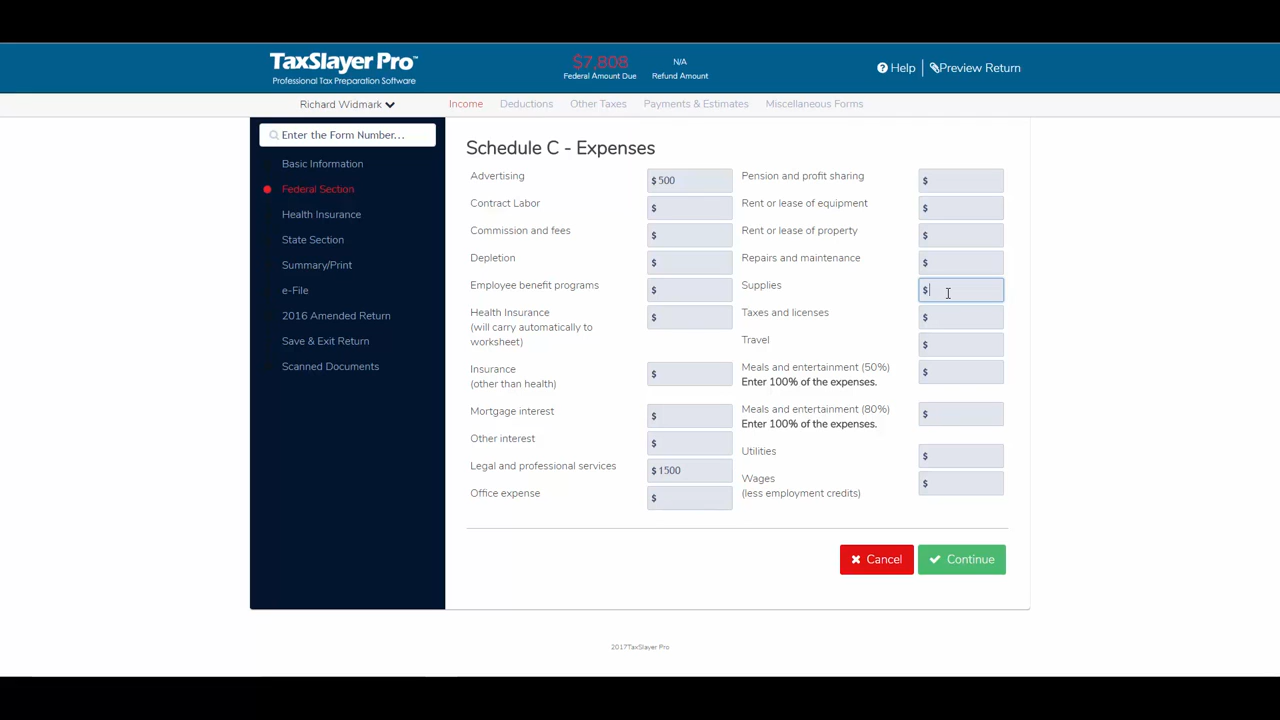 TaxSlayer Pro™
Professional Tax Preparation Software
$7,808
Federal Amount Due
N/A
Refund Amount
Help
Preview Return
Richard Widmark
Income
Deductions
Other Taxes
Payments & Estimates
Miscellaneous Forms
Enter the Form Number...
Basic Information
Federal Section
Health Insurance
State Section
Summary/Print
e-File
2016 Amended Return
Save & Exit Return
Scanned Documents
Schedule C - Expenses
Advertising
$ 500
Contract Labor
$
Commission and fees
$
Depletion
$
Employee benefit programs
$
Health Insurance
(will carry automatically to
worksheet)
$
Insurance
(other than health)
$
Mortgage interest
$
Other interest
$
Legal and professional services
$ 1500
Office expense
$
Pension and profit sharing
$
Rent or lease of equipment
$
Rent or lease of property
$
Repairs and maintenance
$
Supplies
$
Taxes and licenses
$
Travel
$
Meals and entertainment (50%)
Enter 100% of the expenses.
$
Meals and entertainment (80%)
Enter 100% of the expenses.
$
Utilities
$
Wages
(less employment credits)
$
Cancel
Continue
2017TaxSlayer Pro